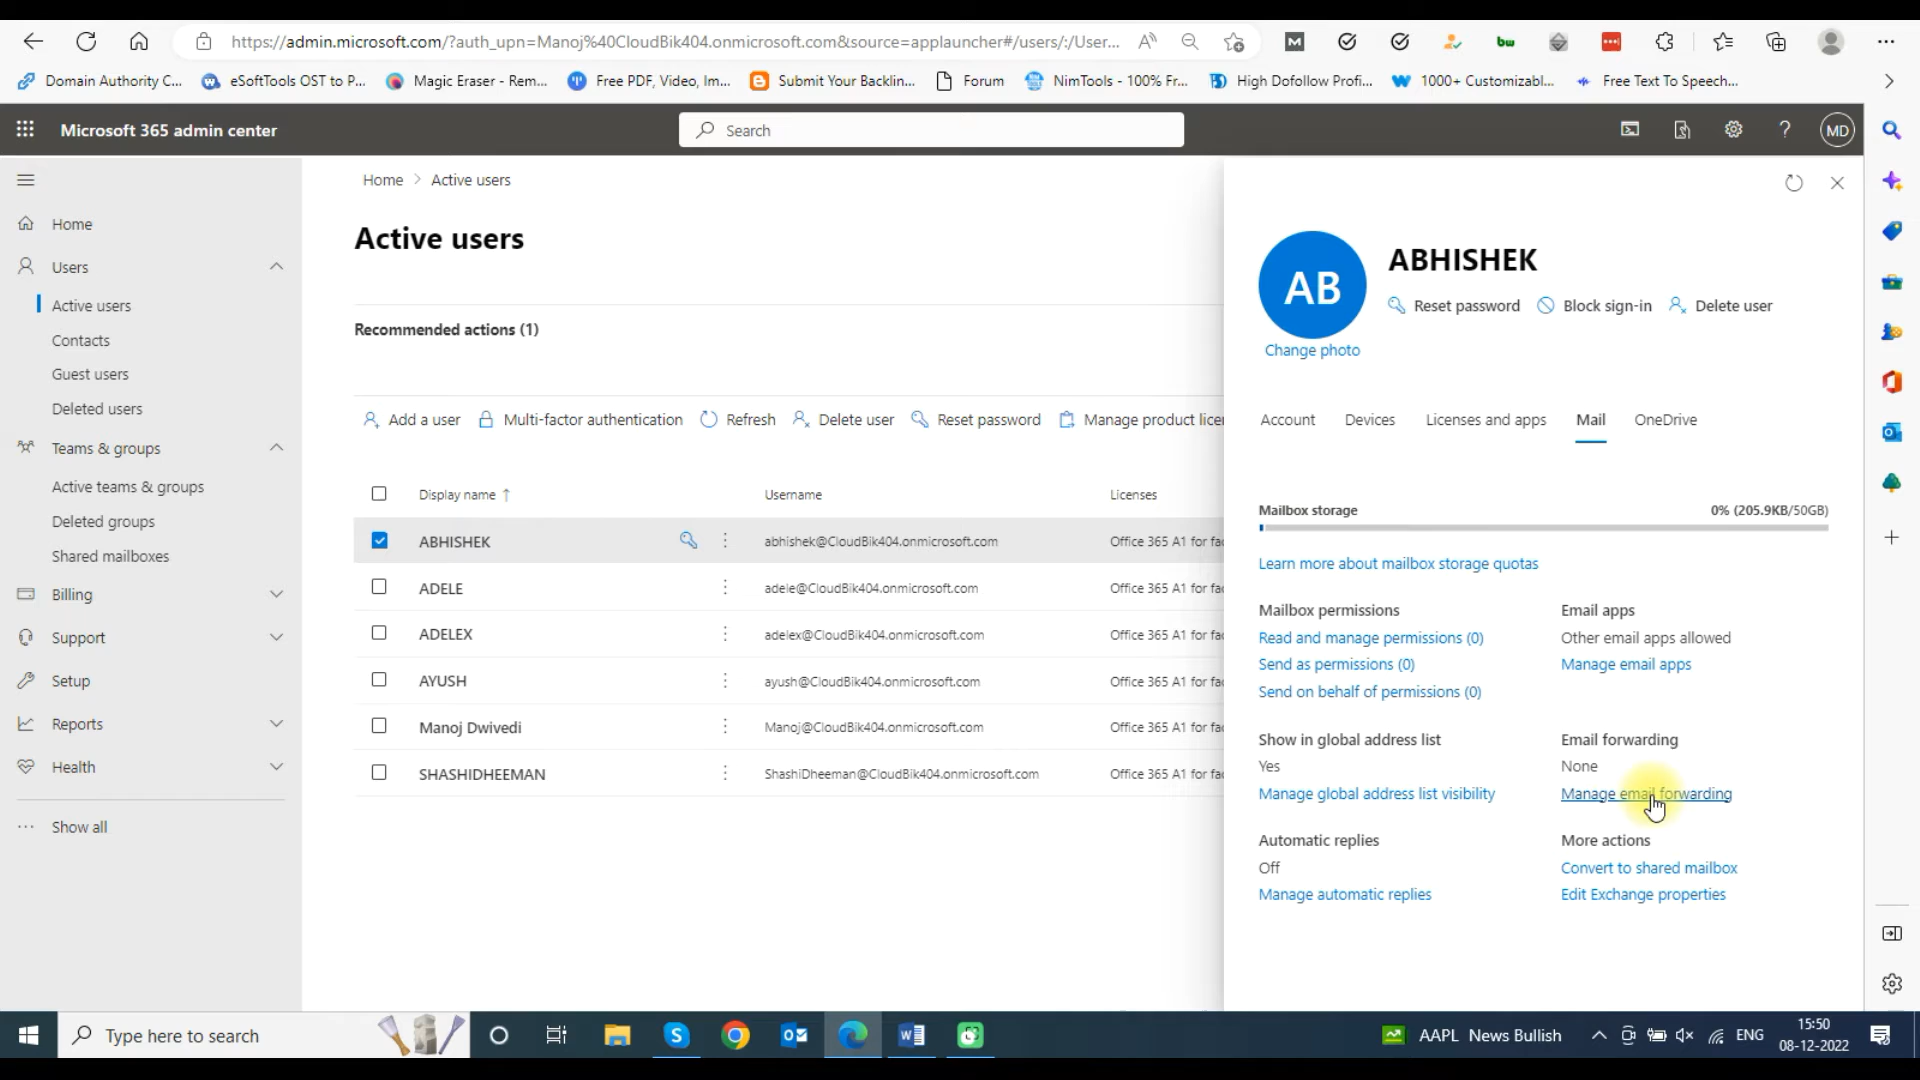 https://admin.microsoft.com/?auth_upn=Manoj%40CloudBik404.onmicrosoft.com&source=applauncher#/users/:/User...
Domain Authority C...
eSoftTools OST to P...
Magic Eraser - Rem...
Free PDF, Video, Im...
Submit Your Backlin...
Forum
NimTools - 100% Fr...
High Dofollow Profi...
1000+ Customizabl...
Free Text To Speech...
Microsoft 365 admin center
Search
MD
Home
Users
Active users
Contacts
Guest users
Deleted users
Teams & groups
Active teams & groups
Deleted groups
Shared mailboxes
Billing
Support
Setup
Reports
Health
Show all
Home > Active users
Active users
Recommended actions (1)
Add a user
Multi-factor authentication
Refresh
Delete user
Reset password
Manage product licen
Display name ↑ Username Licenses
ABHISHEK abhishek@CloudBik404.onmicrosoft.com Office 365 A1 for fac
ADELE adele@CloudBik404.onmicrosoft.com Office 365 A1 for fac
ADELEX adelex@CloudBik404.onmicrosoft.com Office 365 A1 for fac
AYUSH ayush@CloudBik404.onmicrosoft.com Office 365 A1 for fac
Manoj Dwivedi Manoj@CloudBik404.onmicrosoft.com Office 365 A1 for fac
SHASHIDHEEMAN ShashiDheeman@CloudBik404.onmicrosoft.com Office 365 A1 for fac
AB
Change photo
ABHISHEK
Reset password
Block sign-in
Delete user
Account Devices Licenses and apps Mail OneDrive
Mailbox storage 0% (205.9KB/50GB)
Learn more about mailbox storage quotas
Mailbox permissions
Read and manage permissions (0)
Send as permissions (0)
Send on behalf of permissions (0)
Email apps
Other email apps allowed
Manage email apps
Show in global address list
Yes
Manage global address list visibility
Email forwarding
None
Manage email forwarding
Automatic replies
Off
Manage automatic replies
More actions
Convert to shared mailbox
Edit Exchange properties
Type here to search
AAPL News Bullish
ENG
15:50
08-12-2022